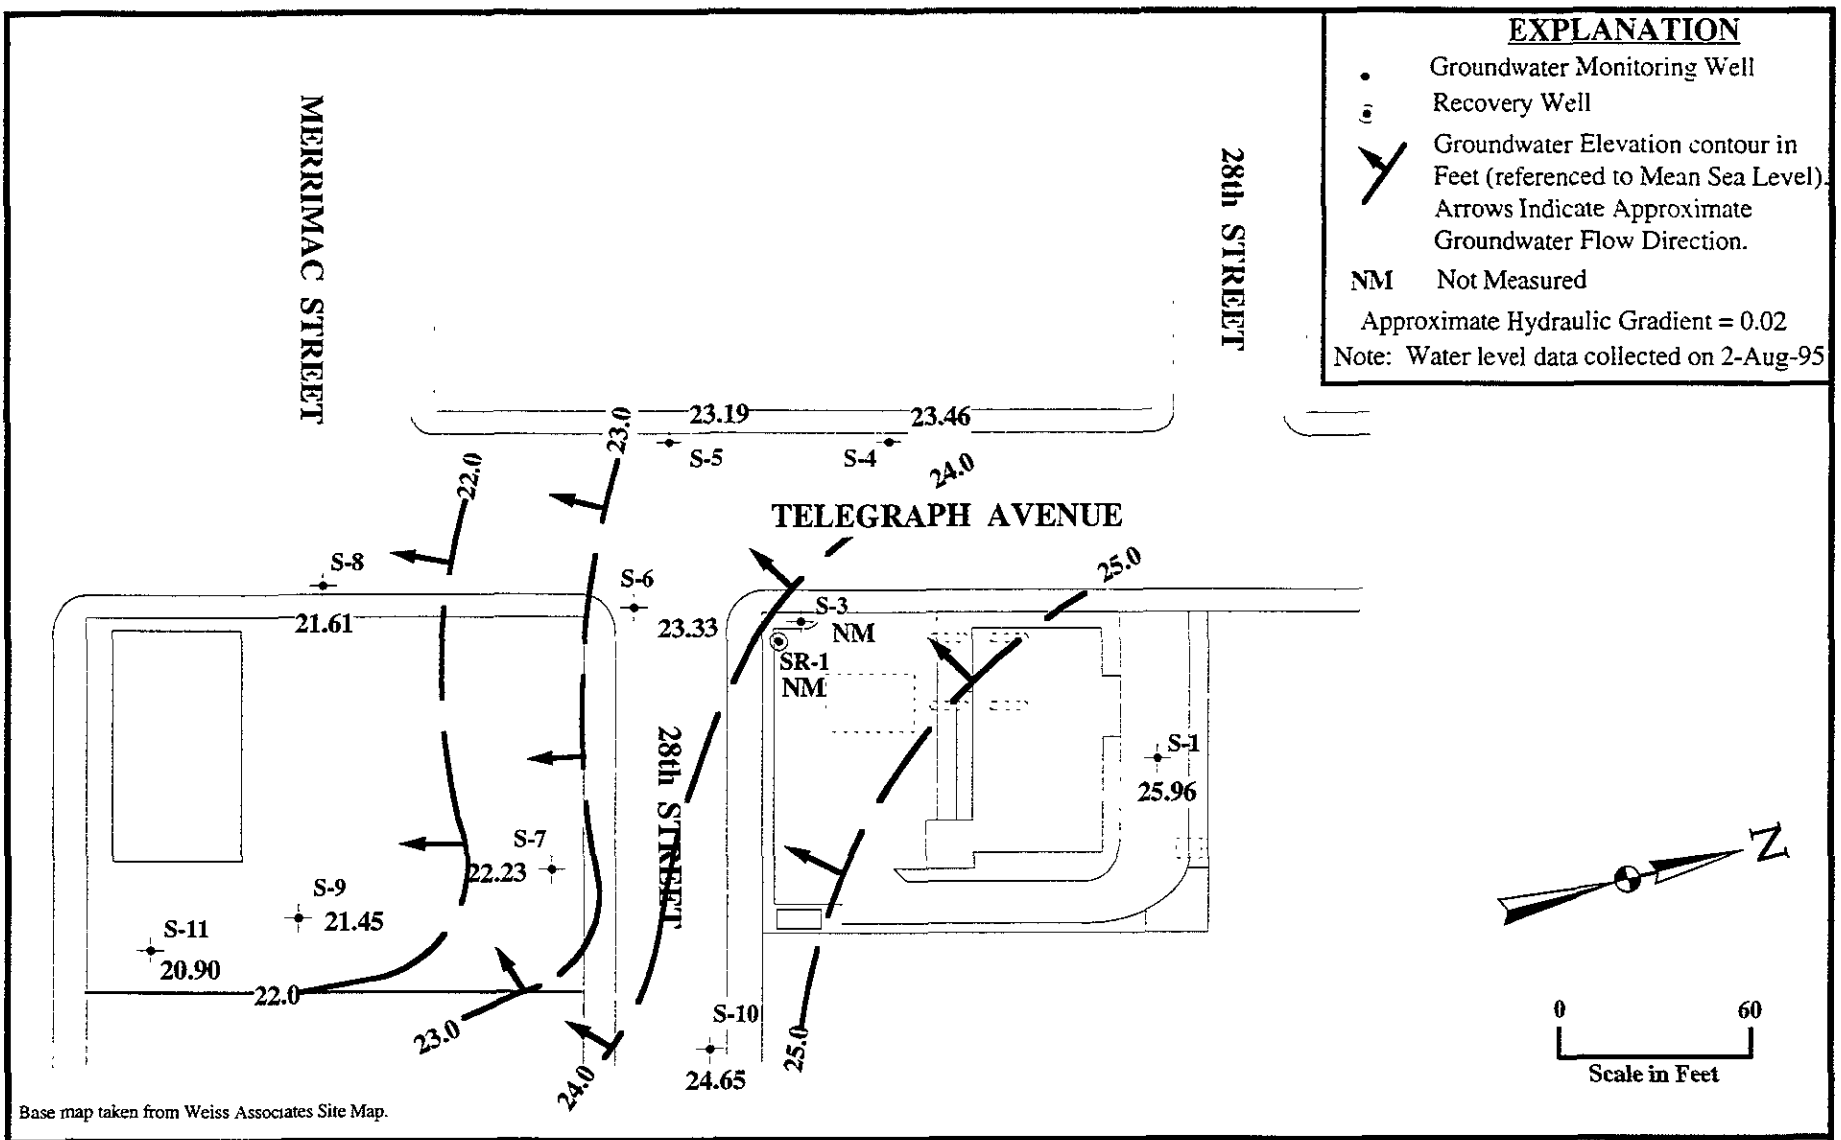 EXPLANATION
Groundwater Monitoring Well
Recovery Well
Groundwater Elevation contour in
Feet (referenced to Mean Sea Level).
Arrows Indicate Approximate
Groundwater Flow Direction.
NM Not Measured
Approximate Hydraulic Gradient = 0.02
Note: Water level data collected on 2-Aug-95
MERRIMAC STREET
28th STREET
23.0
23.19
23.46
S-5
S-4
22.0
24.0
TELEGRAPH AVENUE
S-8
21.61
S-6
23.33
S-3
NM
SR-1
NM
25.0
28th STREET
S-1
25.96
S-7
22.23
S-9
21.45
S-11
20.90
22.0
23.0
24.0
S-10
24.65
25.0
N
0 60
Scale in Feet
Base map taken from Weiss Associates Site Map.